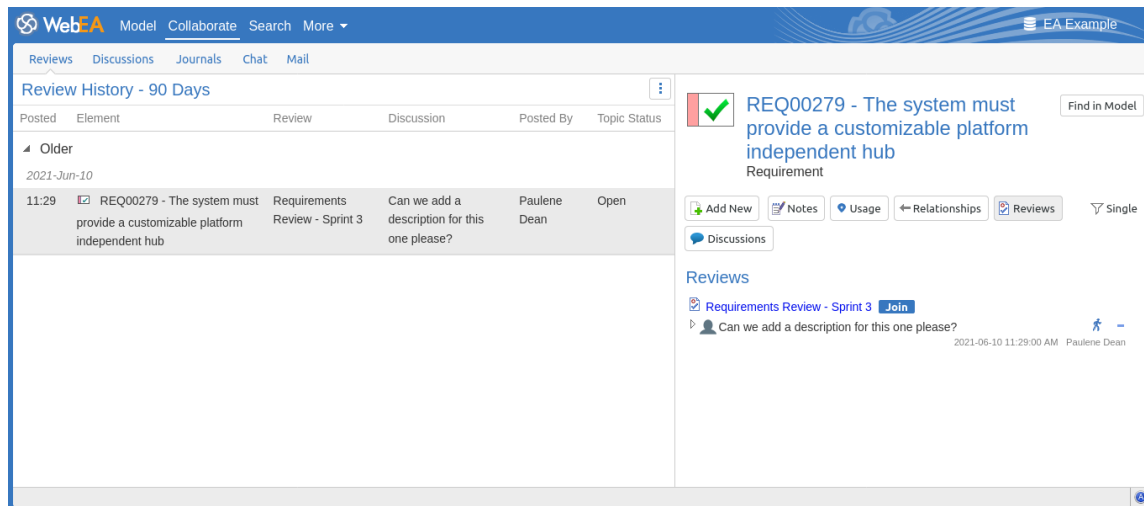 WebEA Model Collaborate Search More EA Example
Reviews Discussions Journals Chat Mail
Review History - 90 Days
Posted Element Review Discussion Posted By Topic Status
Older
2021-Jun-10
11:29 REQ00279 - The system must Requirements Can we add a Paulene Open
provide a customizable platform Review - Sprint 3 description for this Dean
independent hub one please?
REQ00279 - The system must Find in Model
provide a customizable platform
independent hub
Requirement
Add New Notes Usage Relationships Reviews Single
Discussions
Reviews
Requirements Review - Sprint 3 Join
Can we add a description for this one please?
2021-06-10 11:29:00 AM Paulene Dean